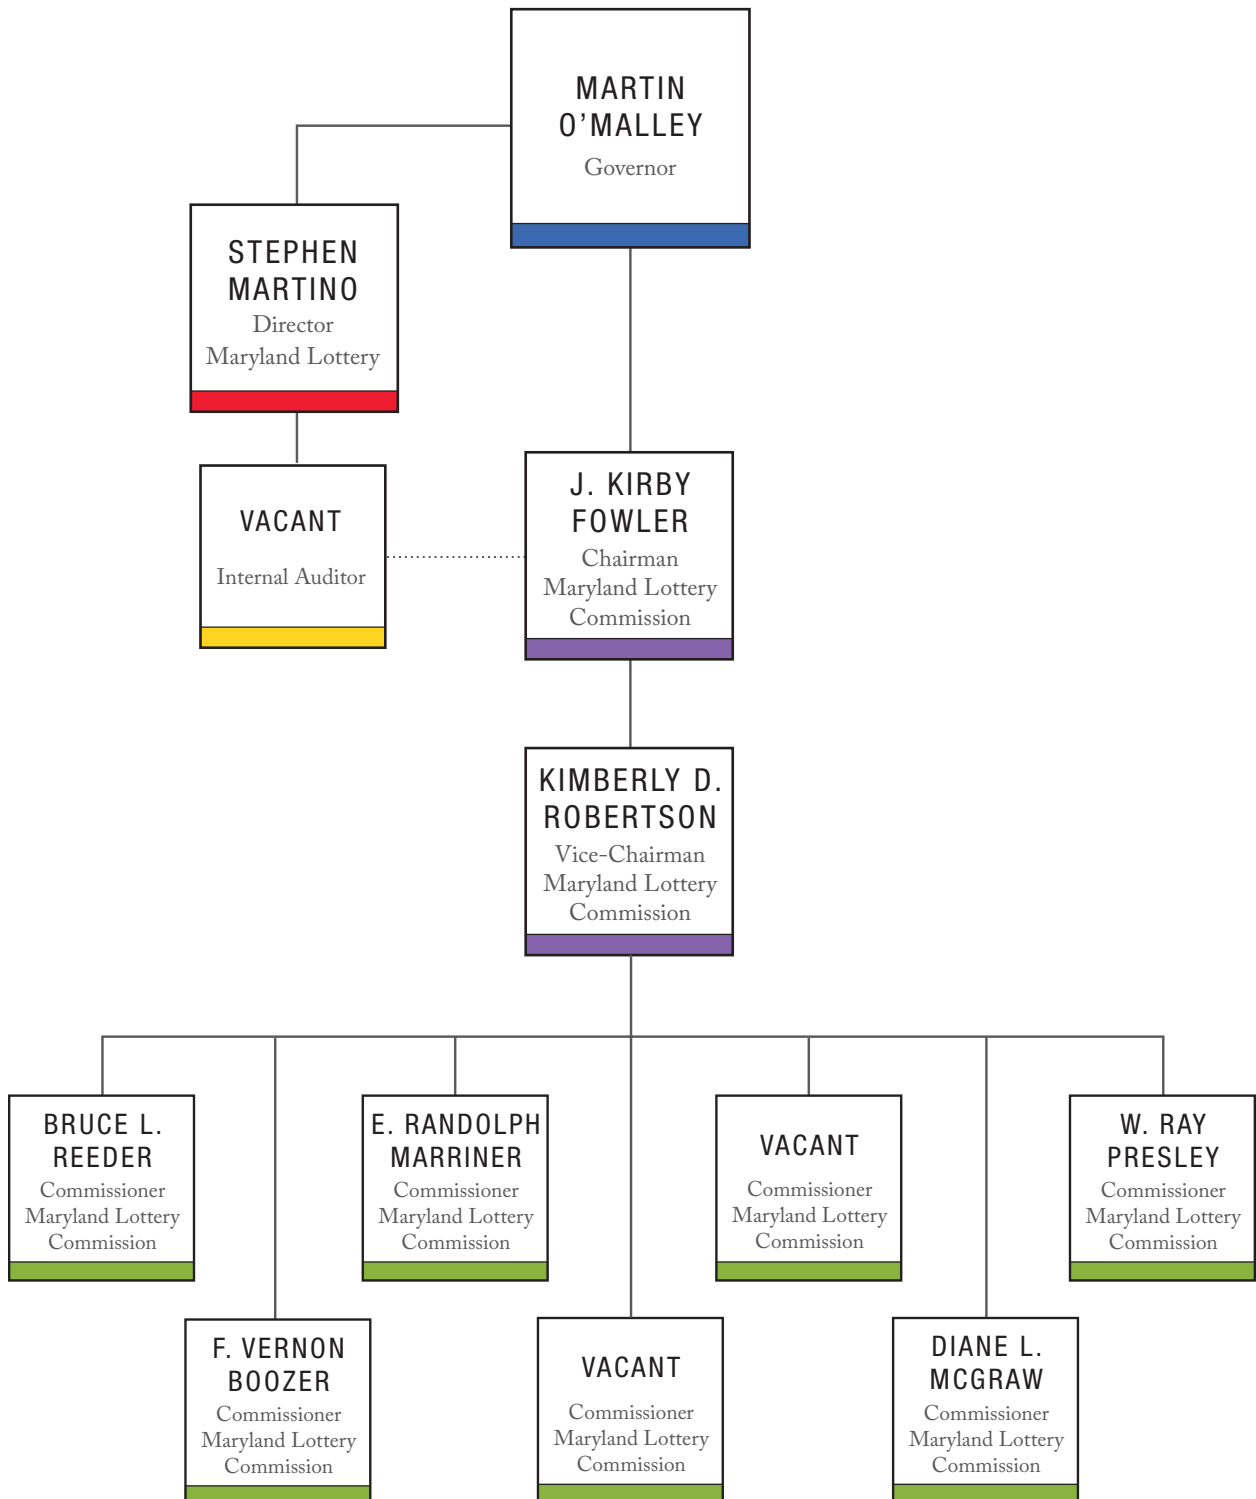 MARTIN
O’MALLEY
Governor
STEPHEN
MARTINO
Director
Maryland Lottery
VACANT
Internal Auditor
J. KIRBY
FOWLER
Chairman
Maryland Lottery
Commission
KIMBERLY D.
ROBERTSON
Vice-Chairman
Maryland Lottery
Commission
BRUCE L.
REEDER
Commissioner
Maryland Lottery
Commission
E. RANDOLPH
MARRINER
Commissioner
Maryland Lottery
Commission
VACANT
Commissioner
Maryland Lottery
Commission
W. RAY
PRESLEY
Commissioner
Maryland Lottery
Commission
F. VERNON
BOOZER
Commissioner
Maryland Lottery
Commission
VACANT
Commissioner
Maryland Lottery
Commission
DIANE L.
MCGRAW
Commissioner
Maryland Lottery
Commission